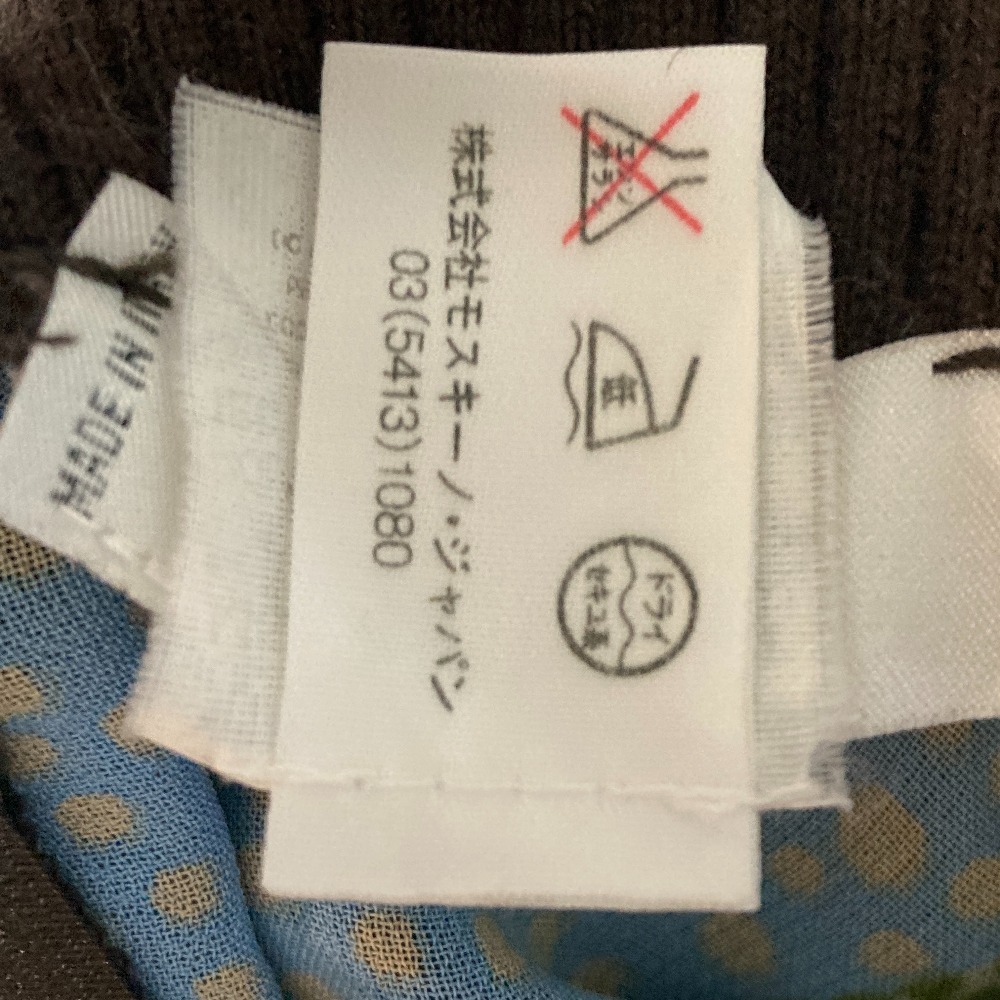 エンソ
サラシ
低
ドライ
セキユ系
株式会社モスキーノ・ジャパン
03(5413)1080
MADE IN